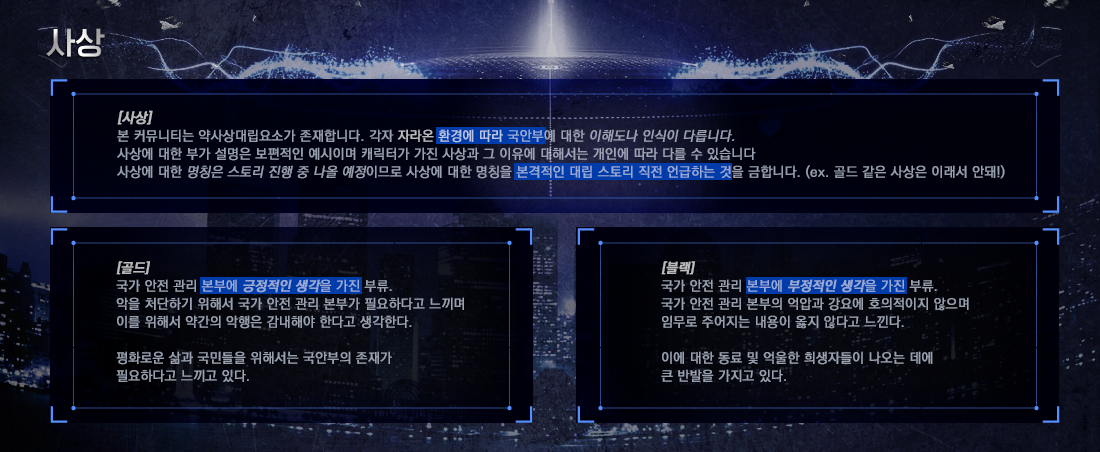 사상
[사상]
본 커뮤니티는 약사상대립요소가 존재합니다. 각자 자라온 환경에 따라 국안부에 대한 이해도나 인식이 다릅니다.
사상에 대한 부가 설명은 보편적인 예시이며 캐릭터가 가진 사상과 그 이유에 대해서는 개인에 따라 다를 수 있습니다
사상에 대한 명칭은 스토리 진행 중 나올 예정이므로 사상에 대한 명칭을 본격적인 대립 스토리 직전 언급하는 것을 금합니다. (ex. 골드 같은 사상은 이래서 안돼!)
[골드]
국가 안전 관리 본부에 긍정적인 생각을 가진 부류.
악을 처단하기 위해서 국가 안전 관리 본부가 필요하다고 느끼며
이를 위해서 약간의 악행은 감내해야 한다고 생각한다.
평화로운 삶과 국민들을 위해서는 국안부의 존재가
필요하다고 느끼고 있다.
[블랙]
국가 안전 관리 본부에 부정적인 생각을 가진 부류.
국가 안전 관리 본부의 억압과 강요에 호의적이지 않으며
임무로 주어지는 내용이 옳지 않다고 느낀다.
이에 대한 동료 및 억울한 희생자들이 나오는 데에
큰 반발을 가지고 있다.